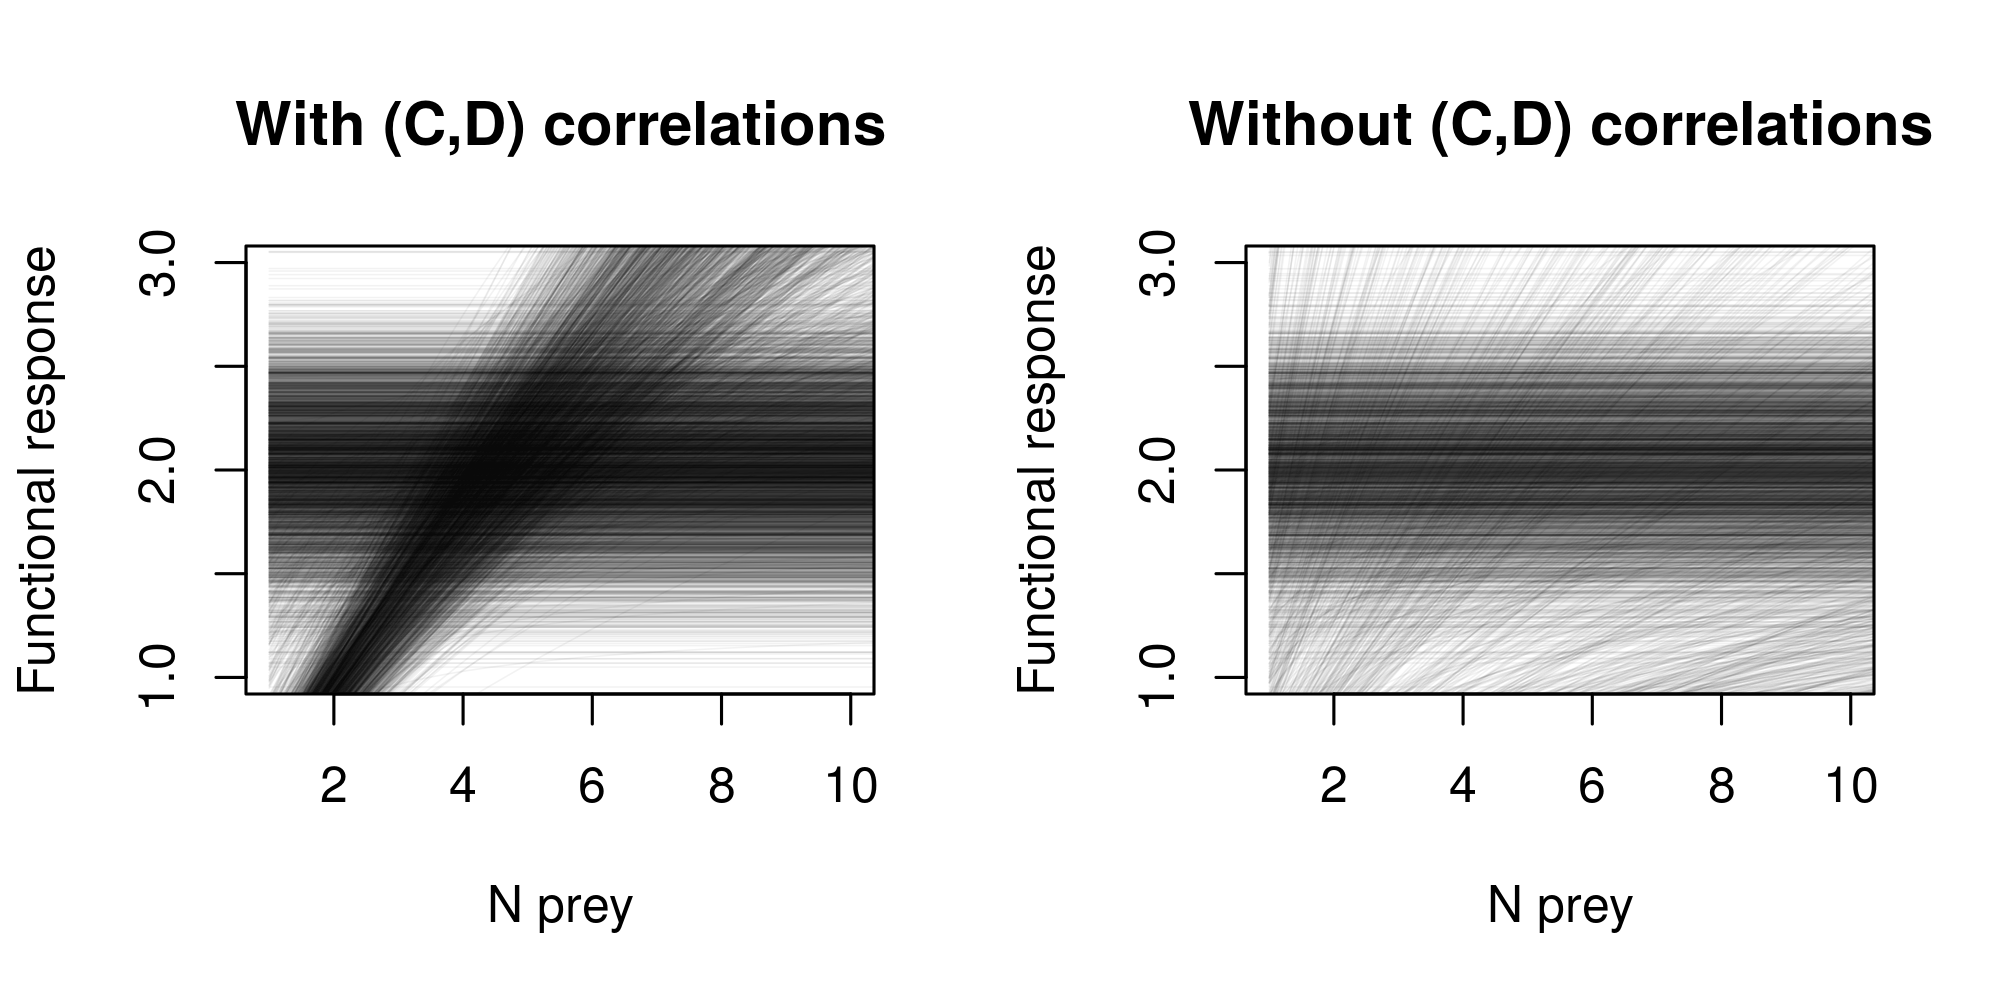 With (C,D) correlations
Functional response
3.0
2.0
1.0
2 4 6 8 10
N prey
Without (C,D) correlations
Functional response
3.0
2.0
1.0
2 4 6 8 10
N prey